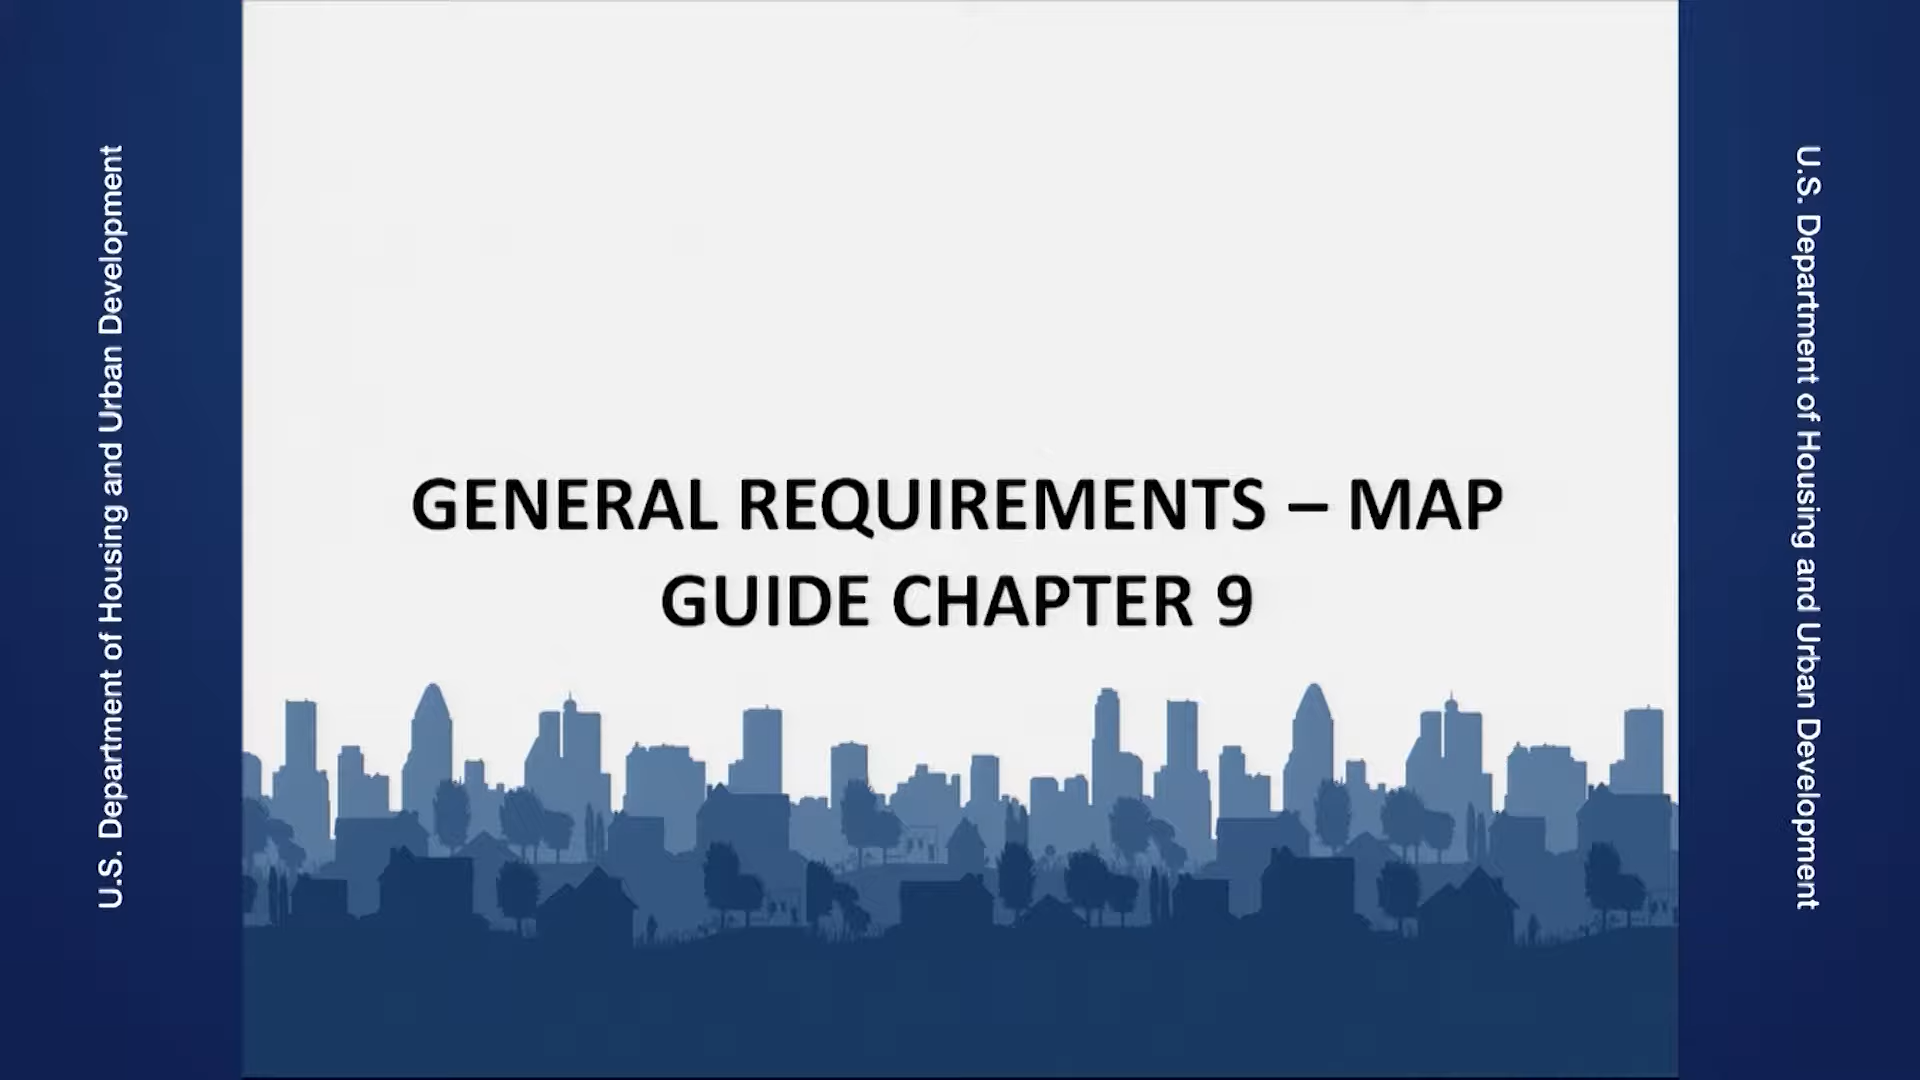 U.S. Department of Housing and Urban Development
GENERAL REQUIREMENTS – MAP
GUIDE CHAPTER 9
U.S. Department of Housing and Urban Development